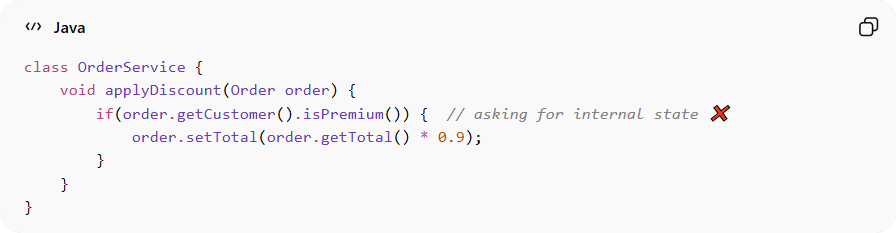 </> Java
class OrderService {
    void applyDiscount(Order order) {
        if(order.getCustomer().isPremium()) {  // asking for internal state ❌
            order.setTotal(order.getTotal() * 0.9);
        }
    }
}